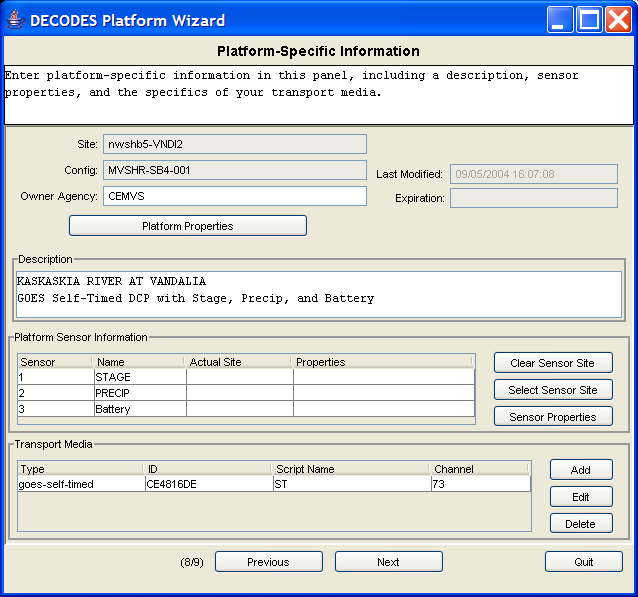 DECODES Platform Wizard
Platform-Specific Information
Enter platform-specific information in this panel, including a description, sensor
properties, and the specifics of your transport media.
Site: nwshb5-VNDI2
Config: MVSHR-SB4-001
Last Modified: 09/05/2004 16:07:08
Owner Agency: CEMVS
Expiration:
Platform Properties
Description
KASKASKIA RIVER AT VANDALIA
GOES Self-Timed DCP with Stage, Precip, and Battery
Platform Sensor Information
Sensor Name Actual Site Properties
1 STAGE
2 PRECIP
3 Battery
Clear Sensor Site
Select Sensor Site
Sensor Properties
Transport Media
Type ID Script Name Channel
goes-self-timed CE4816DE ST 73
Add
Edit
Delete
(8/9) Previous Next Quit